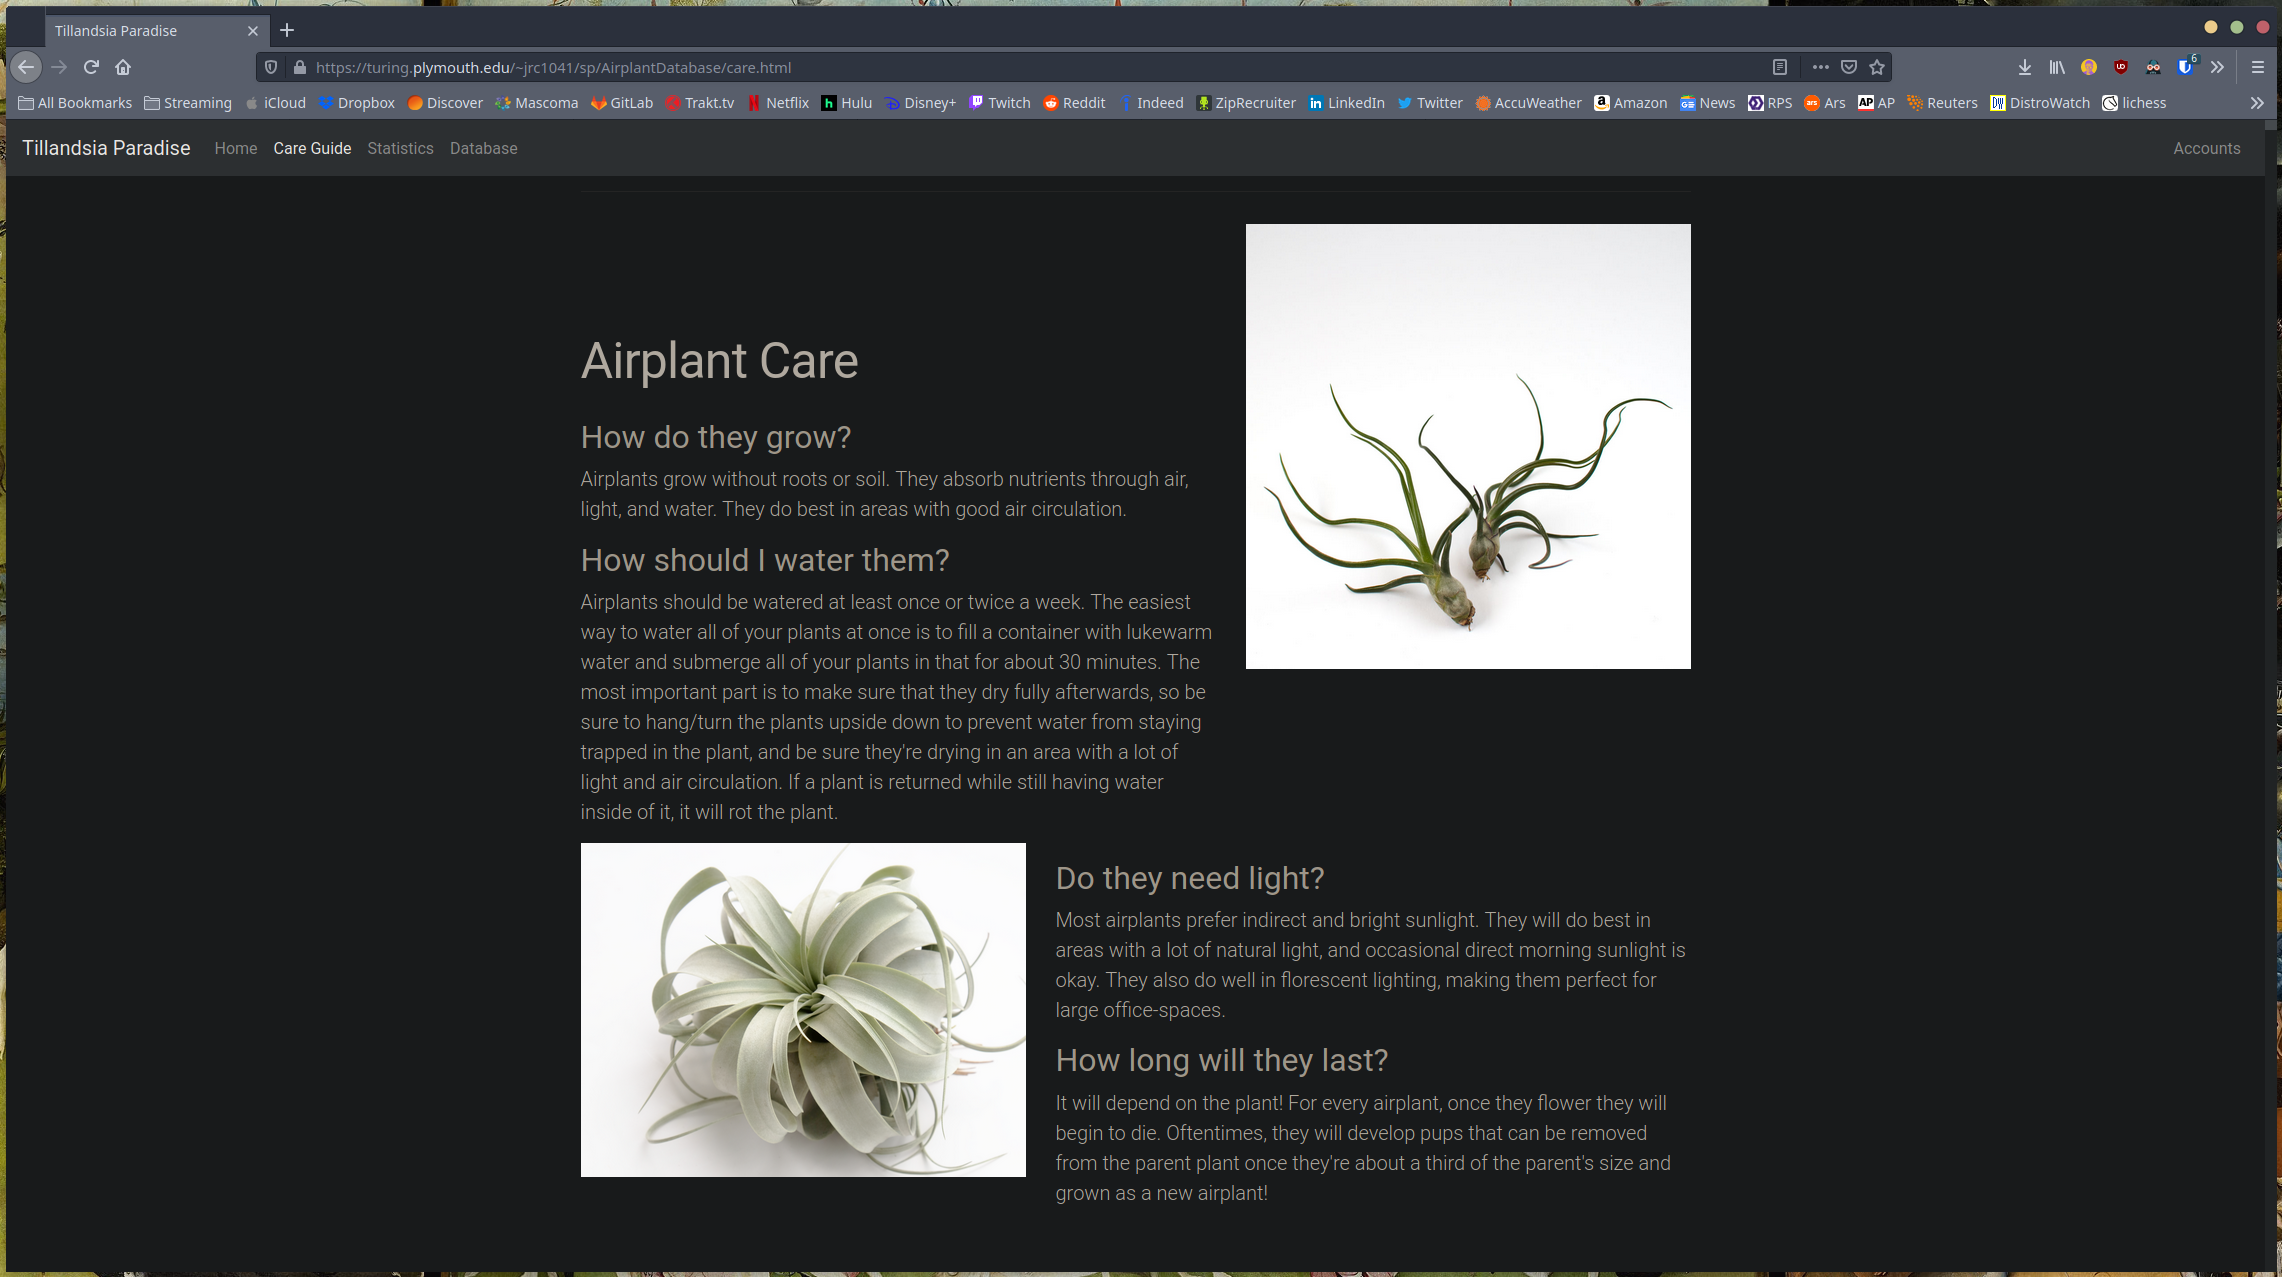 Tillandsia Paradise
https://turing.plymouth.edu/~jrc1041/sp/AirplantDatabase/care.html
6
All Bookmarks Streaming iCloud Dropbox Discover Mascoma GitLab Trakt.tv Netflix Hulu Disney+ Twitch Reddit Indeed ZipRecruiter LinkedIn Twitter AccuWeather Amazon News RPS Ars AP Reuters DistroWatch lichess
Tillandsia Paradise Home Care Guide Statistics Database Accounts
Airplant Care
How do they grow?
Airplants grow without roots or soil. They absorb nutrients through air,
light, and water. They do best in areas with good air circulation.
How should I water them?
Airplants should be watered at least once or twice a week. The easiest
way to water all of your plants at once is to fill a container with lukewarm
water and submerge all of your plants in that for about 30 minutes. The
most important part is to make sure that they dry fully afterwards, so be
sure to hang/turn the plants upside down to prevent water from staying
trapped in the plant, and be sure they're drying in an area with a lot of
light and air circulation. If a plant is returned while still having water
inside of it, it will rot the plant.
Do they need light?
Most airplants prefer indirect and bright sunlight. They will do best in
areas with a lot of natural light, and occasional direct morning sunlight is
okay. They also do well in florescent lighting, making them perfect for
large office-spaces.
How long will they last?
It will depend on the plant! For every airplant, once they flower they will
begin to die. Oftentimes, they will develop pups that can be removed
from the parent plant once they're about a third of the parent's size and
grown as a new airplant!